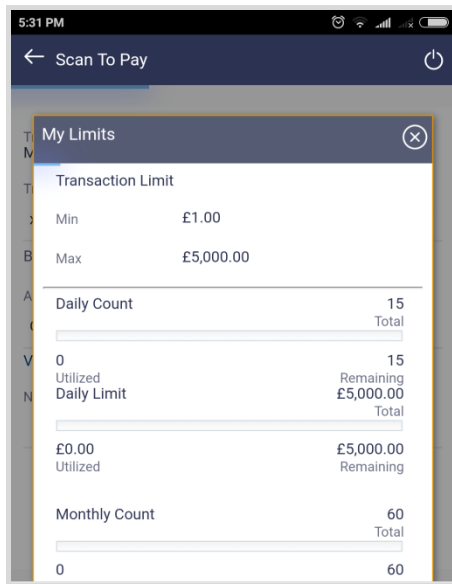 5:31 PM
Scan To Pay
My Limits
Transaction Limit
Min £1.00
Max £5,000.00
Daily Count 15
Total
0 15
Utilized Remaining
Daily Limit £5,000.00
Total
£0.00 £5,000.00
Utilized Remaining
Monthly Count 60
Total
0 60